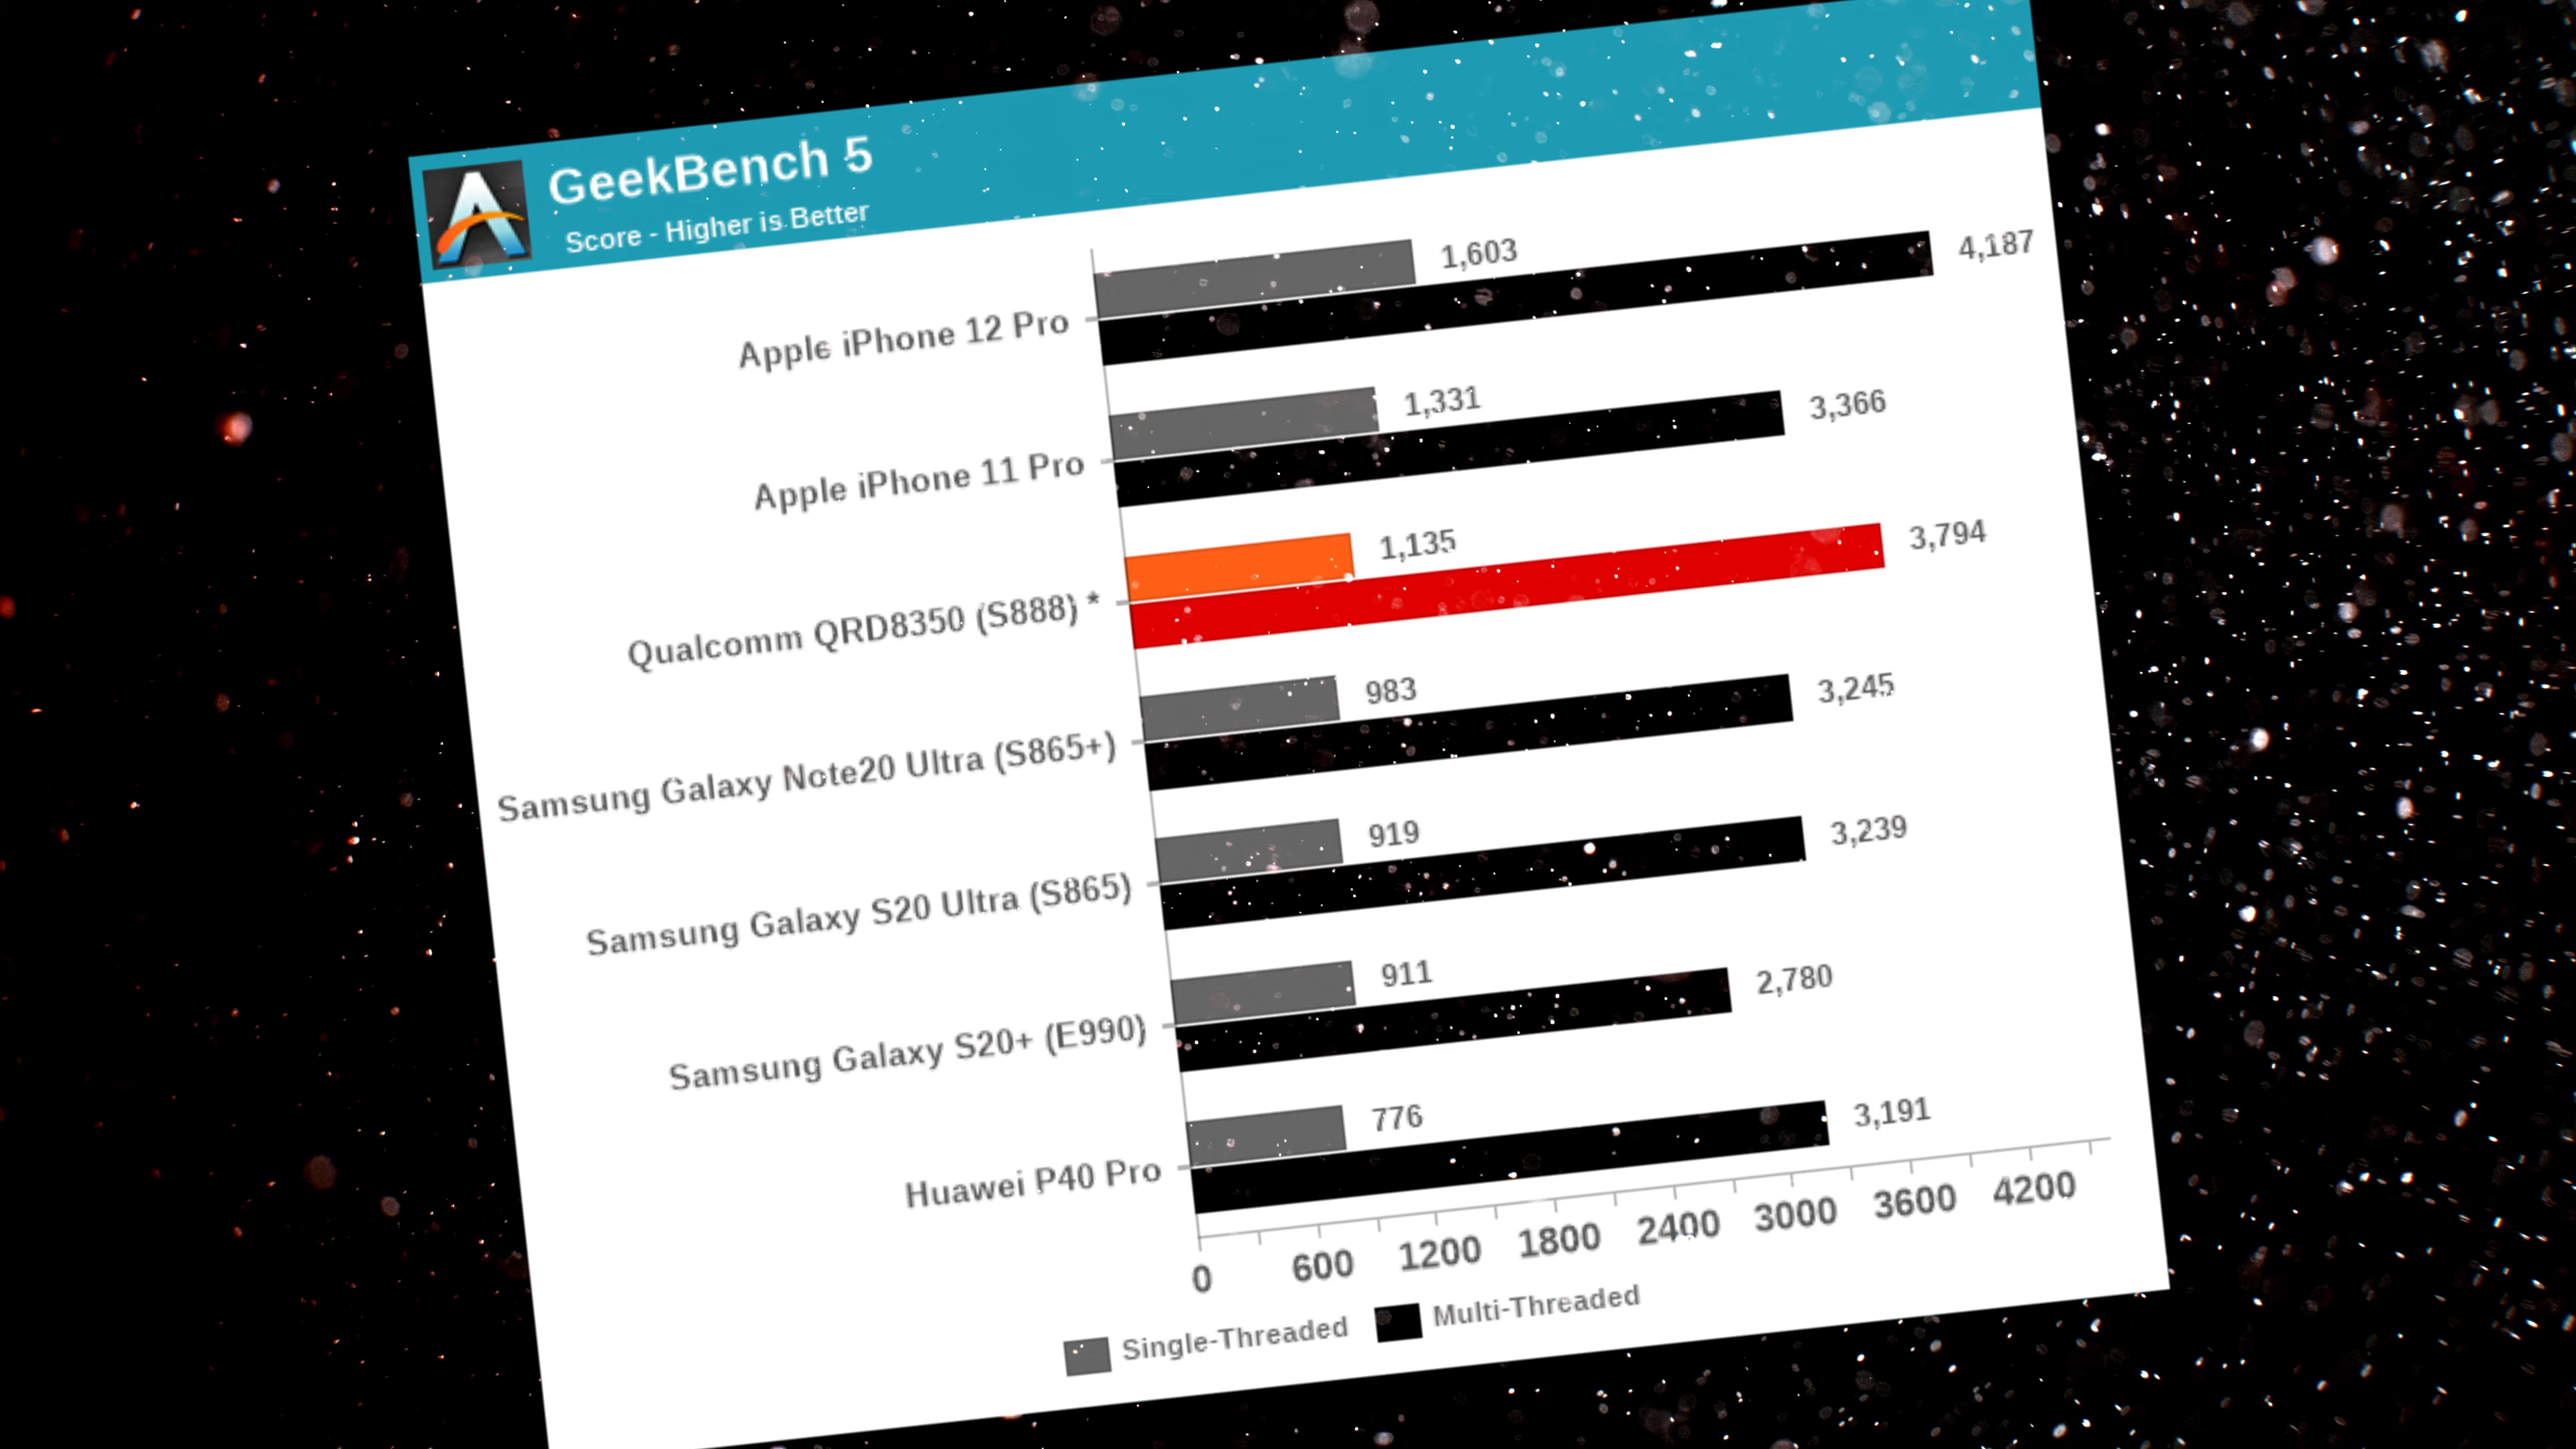 GeekBench 5
Score - Higher is Better
1,603
4,187
Apple iPhone 12 Pro
1,331
3,366
Apple iPhone 11 Pro
1,135
3,794
Qualcomm QRD8350 (S888) *
983
3,245
Samsung Galaxy Note20 Ultra (S865+)
919
3,239
Samsung Galaxy S20 Ultra (S865)
911
2,780
Samsung Galaxy S20+ (E990)
776
3,191
Huawei P40 Pro
0 600 1200 1800 2400 3000 3600 4200
Single-Threaded Multi-Threaded